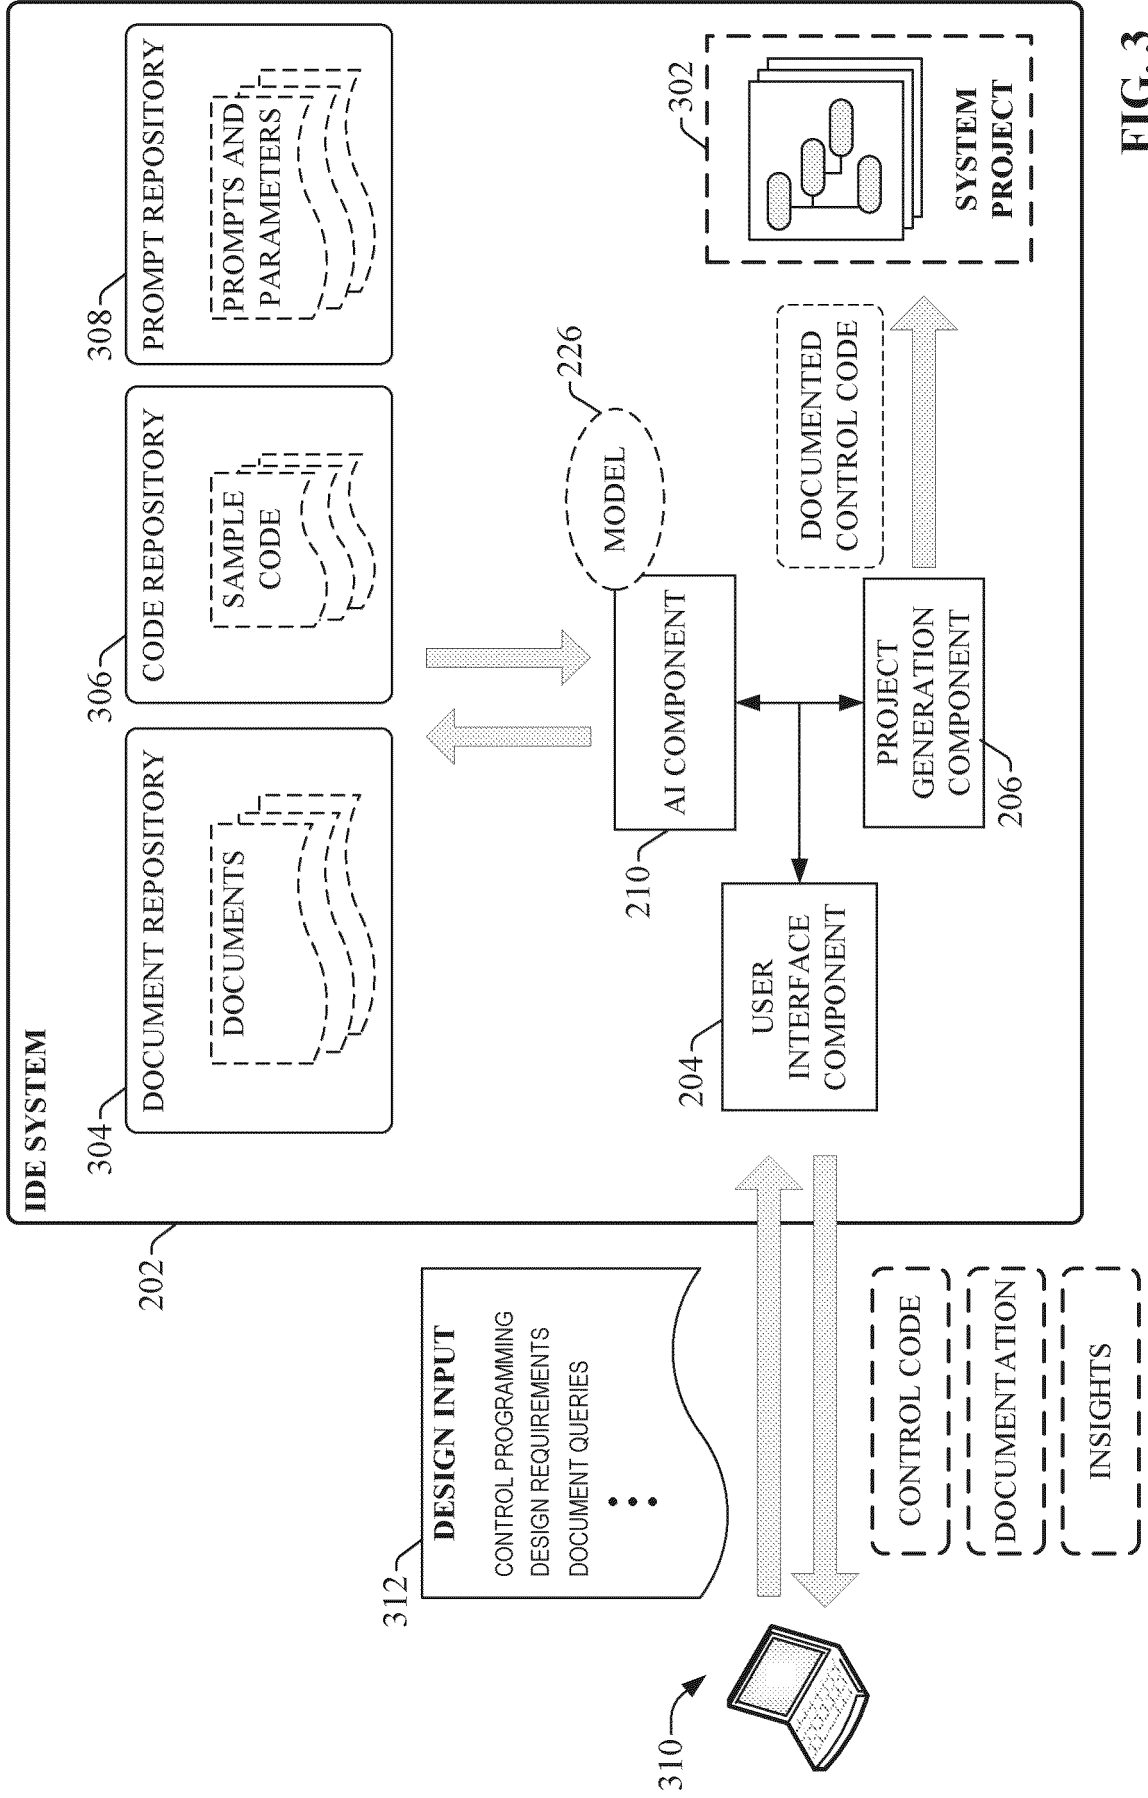 IDE SYSTEM
202
304
DOCUMENT REPOSITORY
DOCUMENTS
306
CODE REPOSITORY
SAMPLE
CODE
308
PROMPT REPOSITORY
PROMPTS AND
PARAMETERS
312
DESIGN INPUT
CONTROL PROGRAMMING
DESIGN REQUIREMENTS
DOCUMENT QUERIES
226
MODEL
210
AI COMPONENT
204
USER
INTERFACE
COMPONENT
PROJECT
GENERATION
COMPONENT
206
DOCUMENTED
CONTROL CODE
302
SYSTEM
PROJECT
310
CONTROL CODE
DOCUMENTATION
INSIGHTS
FIG. 3